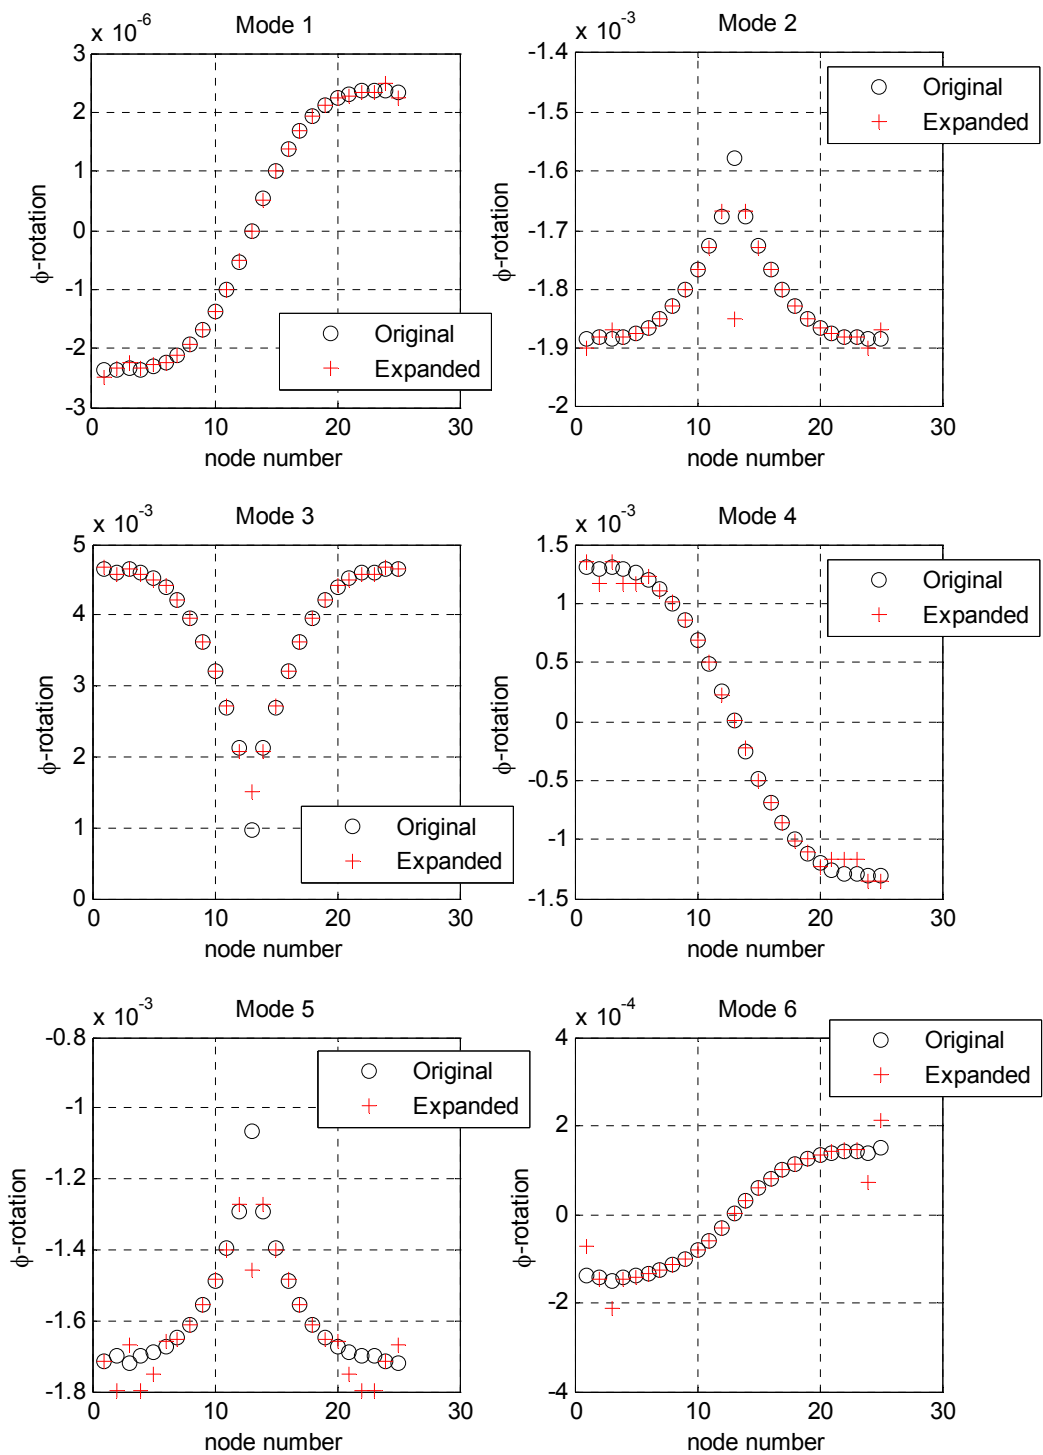 x 10-6
Mode 1
3
2
1
0
-1
-2
-3
0
10
20
30
ϕ-rotation
node number
Original
Expanded
x 10-3
Mode 2
-1.4
-1.5
-1.6
-1.7
-1.8
-1.9
-2
0
10
20
30
ϕ-rotation
node number
Original
Expanded
x 10-3
Mode 3
5
4
3
2
1
0
0
10
20
30
ϕ-rotation
node number
Original
Expanded
x 10-3
Mode 4
1.5
1
0.5
0
-0.5
-1
-1.5
0
10
20
30
ϕ-rotation
node number
Original
Expanded
x 10-3
Mode 5
-0.8
-1
-1.2
-1.4
-1.6
-1.8
0
10
20
30
ϕ-rotation
node number
Original
Expanded
x 10-4
Mode 6
4
2
0
-2
-4
0
10
20
30
ϕ-rotation
node number
Original
Expanded